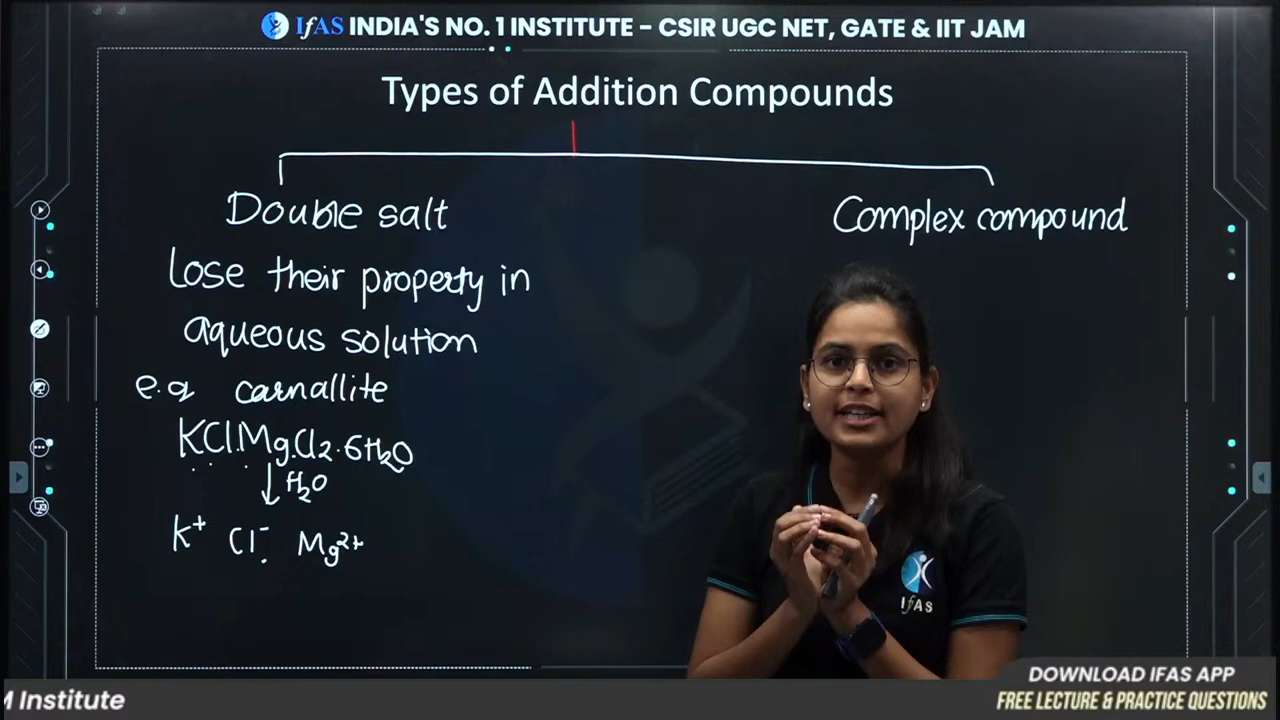 IfAS INDIA'S NO. 1 INSTITUTE - CSIR UGC NET, GATE & IIT JAM
Types of Addition Compounds
Double salt
Lose their property in
aqueous solution
e.g carnallite
KCl.MgCl2.6H2O
H2O
K+ Cl- Mg2+
Complex compound
IfAS
DOWNLOAD IFAS APP
FREE LECTURE & PRACTICE QUESTIONS
M Institute